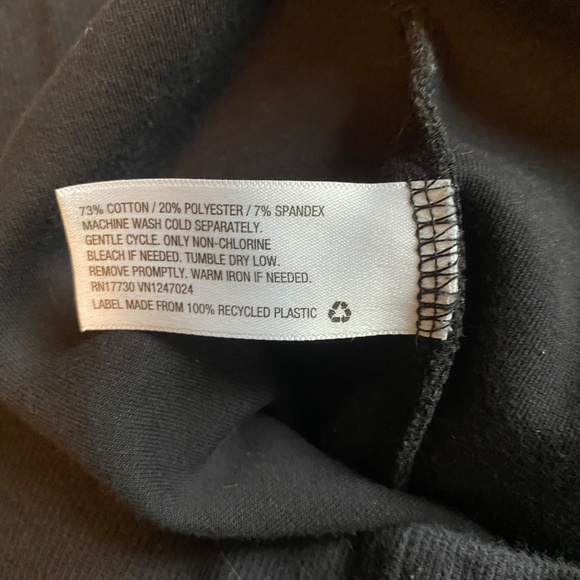 73% COTTON / 20% POLYESTER / 7% SPANDEX
MACHINE WASH COLD SEPARATELY.
GENTLE CYCLE. ONLY NON-CHLORINE
BLEACH IF NEEDED. TUMBLE DRY LOW.
REMOVE PROMPTLY. WARM IRON IF NEEDED.
RN17730 VN1247024
LABEL MADE FROM 100% RECYCLED PLASTIC